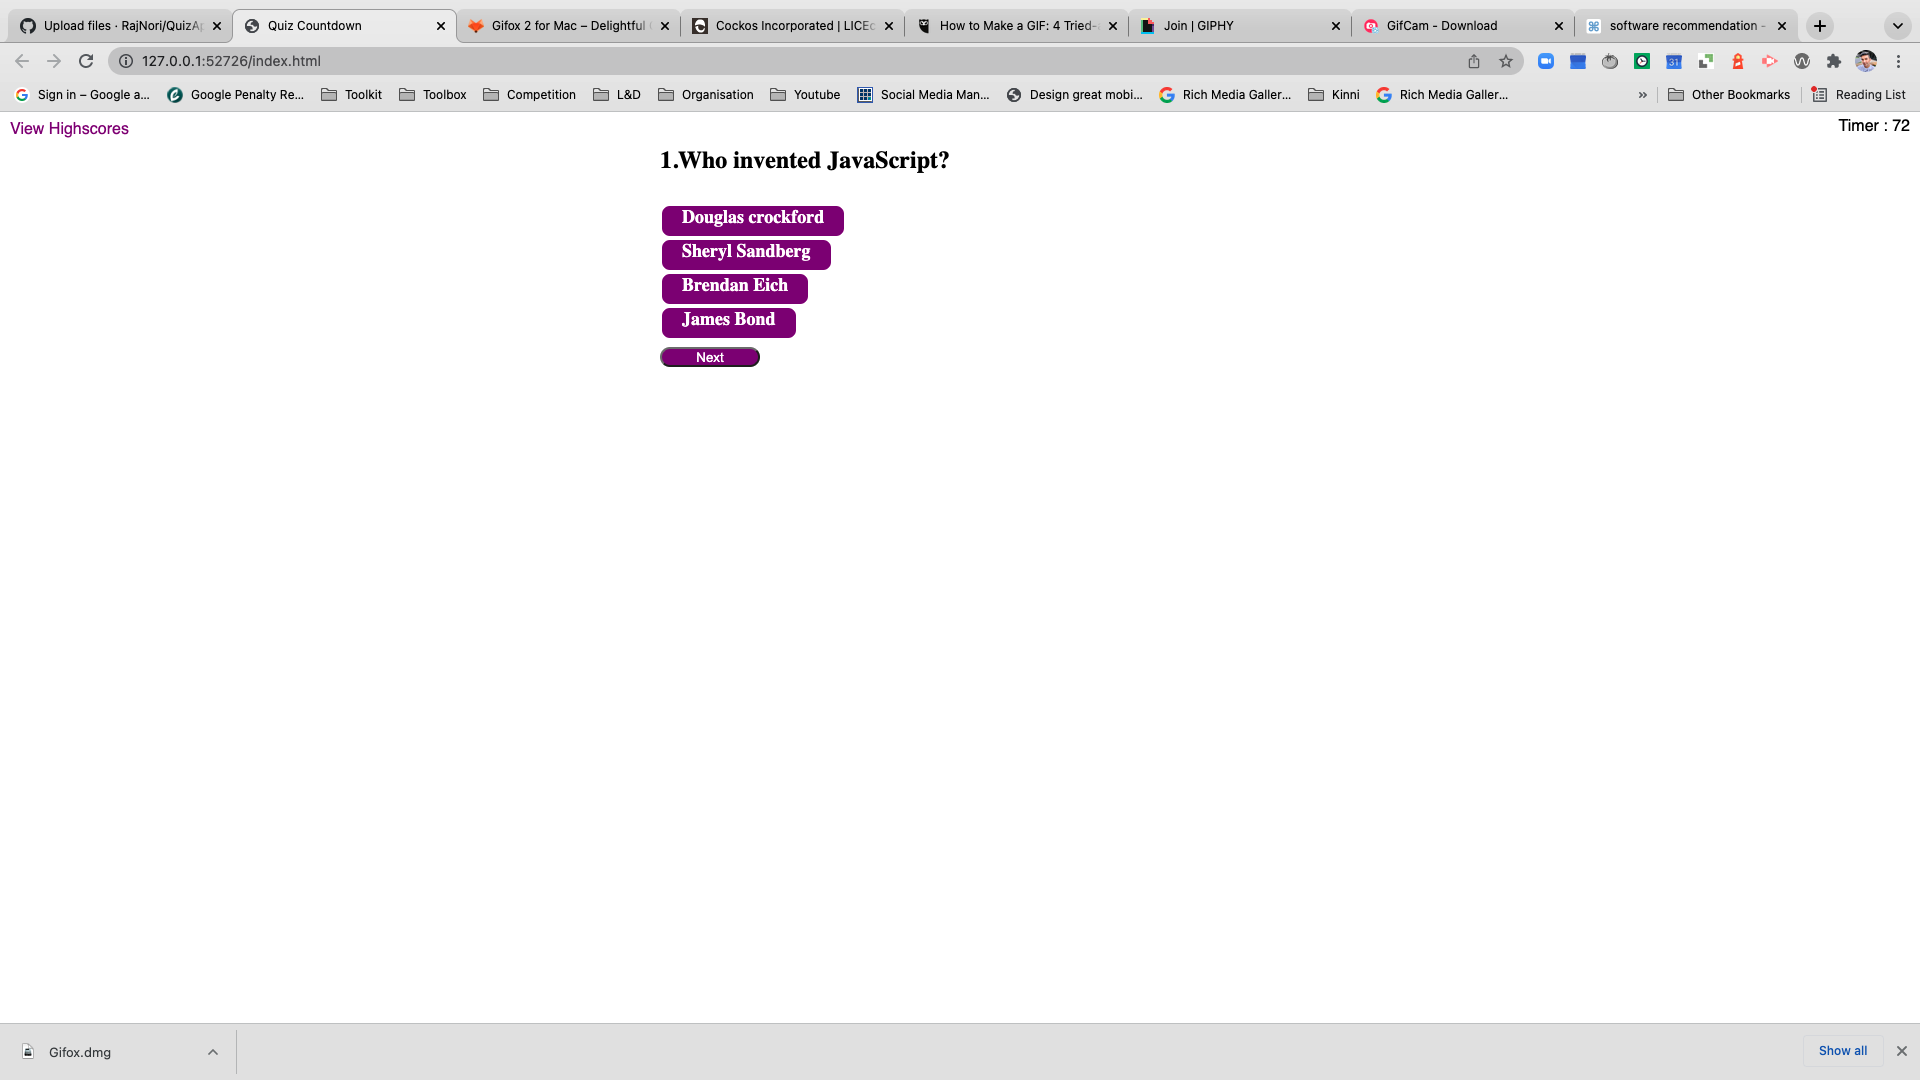 Upload files · RajNori/QuizAp
Quiz Countdown
Gifox 2 for Mac – Delightful
Cockos Incorporated | LICEc
How to Make a GIF: 4 Tried-
Join | GIPHY
GifCam - Download
software recommendation -
127.0.0.1:52726/index.html
31
Sign in – Google a...
Google Penalty Re...
Toolkit
Toolbox
Competition
L&D
Organisation
Youtube
Social Media Man...
Design great mobi...
Rich Media Galler...
Kinni
Rich Media Galler...
»
Other Bookmarks
Reading List
View Highscores
Timer : 72
1.Who invented JavaScript?
Douglas crockford
Sheryl Sandberg
Brendan Eich
James Bond
Next
Gifox.dmg
Show all